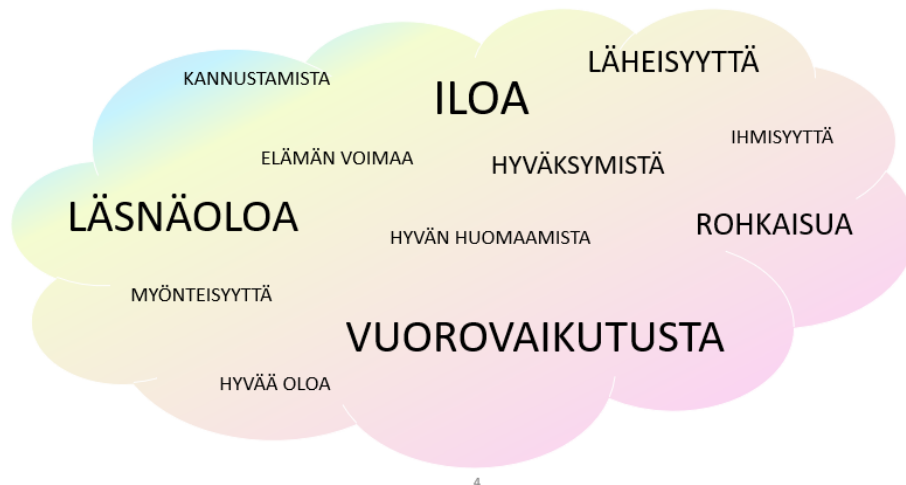 KANNUSTAMISTA
ILOA
LÄHEISYYTTÄ
IHMISYYTTÄ
ELÄMÄN VOIMAA
HYVÄKSYMISTÄ
LÄSNÄOLOA
HYVÄN HUOMAAMISTA
ROHKAISUA
MYÖNTEISYYTTÄ
VUOROVAIKUTUSTA
HYVÄÄ OLOA
4